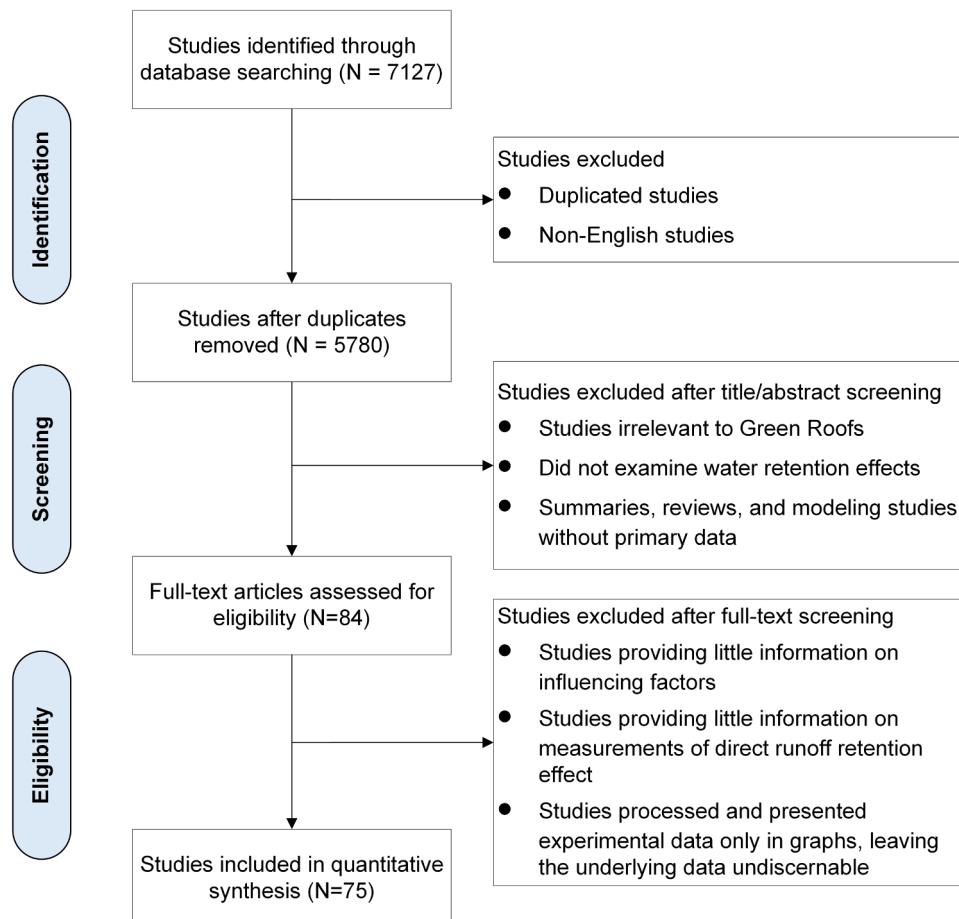 Studies identified through
database searching (N = 7127)
Identification
Studies excluded
● Duplicated studies
● Non-English studies
Studies after duplicates
removed (N = 5780)
Screening
Studies excluded after title/abstract screening
● Studies irrelevant to Green Roofs
● Did not examine water retention effects
● Summaries, reviews, and modeling studies
without primary data
Full-text articles assessed for
eligibility (N=84)
Eligibility
Studies excluded after full-text screening
● Studies providing little information on
influencing factors
● Studies providing little information on
measurements of direct runoff retention
effect
● Studies processed and presented
experimental data only in graphs, leaving
the underlying data undiscernable
Studies included in quantitative
synthesis (N=75)